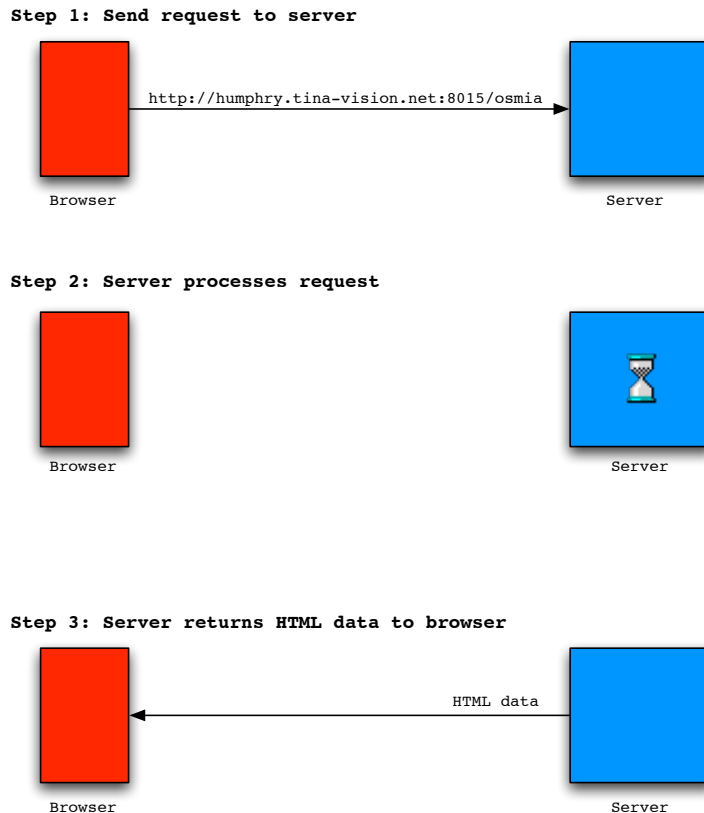 Step 1: Send request to server
http://humphry.tina-vision.net:8015/osmia
Browser
Server
Step 2: Server processes request
Browser
Server
Step 3: Server returns HTML data to browser
HTML data
Browser
Server